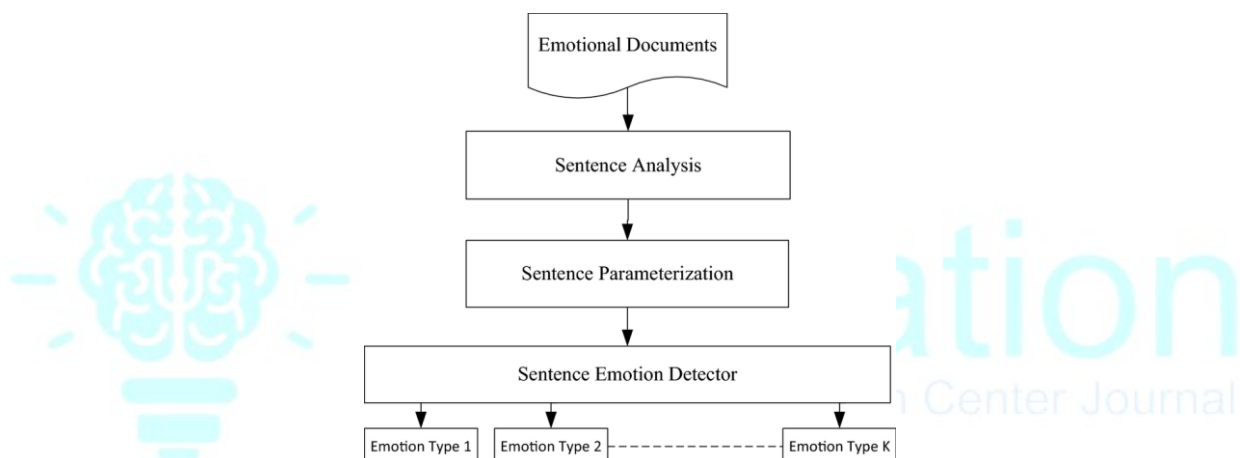 Emotional Documents
Sentence Analysis
Sentence Parameterization
ation
Sentence Emotion Detector
n Center Journal
Emotion Type 1
Emotion Type 2
Emotion Type K